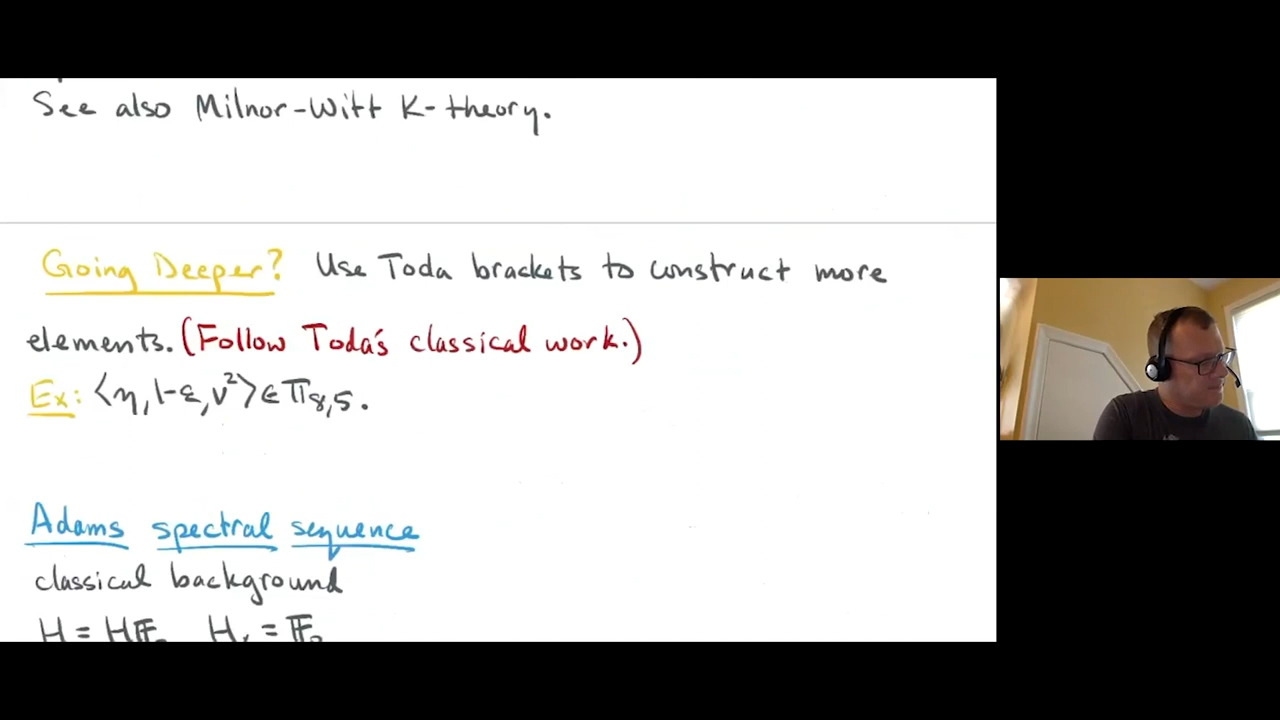 See also Milnor-Witt K-theory.
Going Deeper? Use Toda brackets to construct more
elements. (Follow Toda's classical work.)
Ex: ⟨η, 1-ε, ν²⟩ ∈ π₈,₅.
Adams spectral sequence
classical background
H = HF H = F